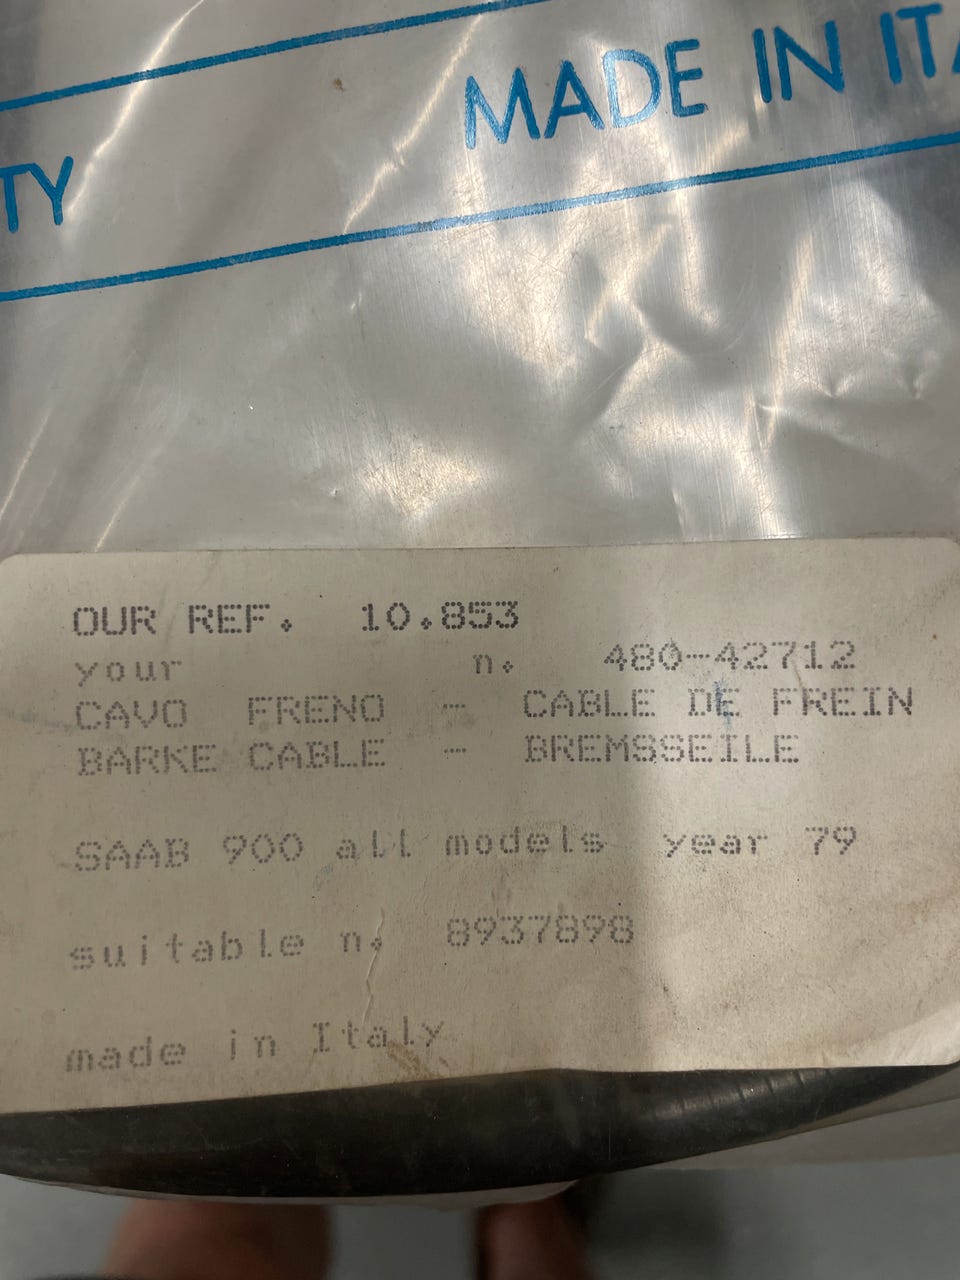 MADE IN ITA
TY
OUR REF. 10.853
your n. 480-42712
CAVO FRENO - CABLE DE FREIN
BARKE CABLE - BREMSSEILE
SAAB 900 all models year 79
suitable n. 8937898
made in Italy